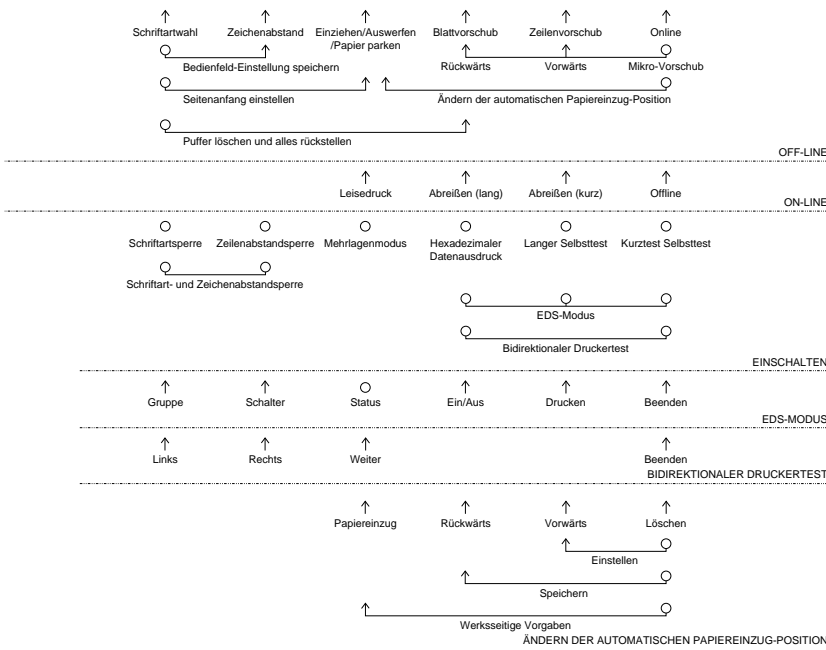 Schriftartwahl Zeichenabstand Einziehen/Auswerfen Blattvorschub Zeilenvorschub Online
/Papier parken
Bedienfeld-Einstellung speichern Rückwärts Vorwärts Mikro-Vorschub
Seitenanfang einstellen Ändern der automatischen Papiereinzug-Position
Puffer löschen und alles rückstellen
OFF-LINE
Leisedruck Abreißen (lang) Abreißen (kurz) Offline
ON-LINE
Schriftartsperre Zeilenabstandsperre Mehrlagenmodus Hexadezimaler Langer Selbsttest Kurztest Selbsttest
Datenausdruck
Schriftart- und Zeichenabstandsperre
EDS-Modus
Bidirektionaler Druckertest
EINSCHALTEN
Gruppe Schalter Status Ein/Aus Drucken Beenden
EDS-MODUS
Links Rechts Weiter Beenden
BIDIREKTIONALER DRUCKERTEST
Papiereinzug Rückwärts Vorwärts Löschen
Einstellen
Speichern
Werksseitige Vorgaben
ÄNDERN DER AUTOMATISCHEN PAPIEREINZUG-POSITION